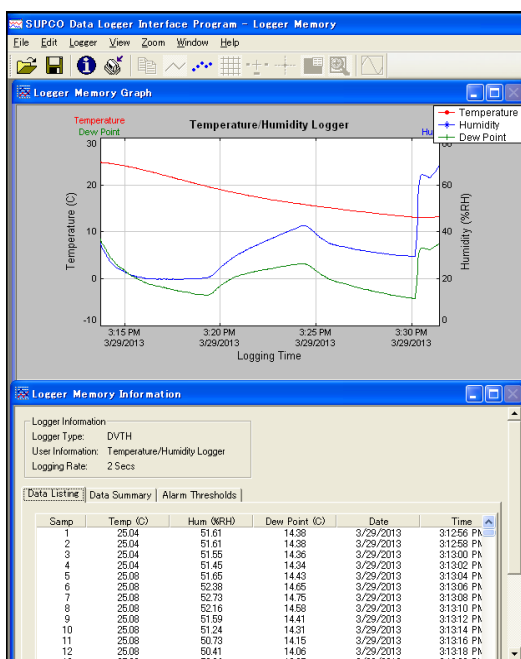 SUPCO Data Logger Interface Program - Logger Memory
File Edit Logger View Zoom Window Help
Logger Memory Graph
Temperature
Dew Point
Temperature/Humidity Logger
Temperature
Humidity
Dew Point
30
20
10
0
-10
Temperature (C)
80
60
40
20
0
Humidity (%RH)
3:15 PM 3:20 PM 3:25 PM 3:30 PM
3/29/2013 3/29/2013 3/29/2013 3/29/2013
Logging Time
Logger Memory Information
Logger Information
Logger Type: DVTH
User Information: Temperature/Humidity Logger
Logging Rate: 2 Secs
Data Listing Data Summary Alarm Thresholds
Samp Temp (C) Hum (%RH) Dew Point (C) Date Time
1 25.04 51.61 14.38 3/29/2013 3:12:56 PM
2 25.04 51.61 14.38 3/29/2013 3:12:58 PM
3 25.04 51.55 14.36 3/29/2013 3:13:00 PM
4 25.04 51.45 14.34 3/29/2013 3:13:02 PM
5 25.08 51.65 14.43 3/29/2013 3:13:04 PM
6 25.08 52.38 14.65 3/29/2013 3:13:06 PM
7 25.08 52.73 14.75 3/29/2013 3:13:08 PM
8 25.08 52.16 14.58 3/29/2013 3:13:10 PM
9 25.08 51.59 14.41 3/29/2013 3:13:12 PM
10 25.08 51.24 14.31 3/29/2013 3:13:14 PM
11 25.08 50.73 14.15 3/29/2013 3:13:16 PM
12 25.08 50.41 14.06 3/29/2013 3:13:18 PM